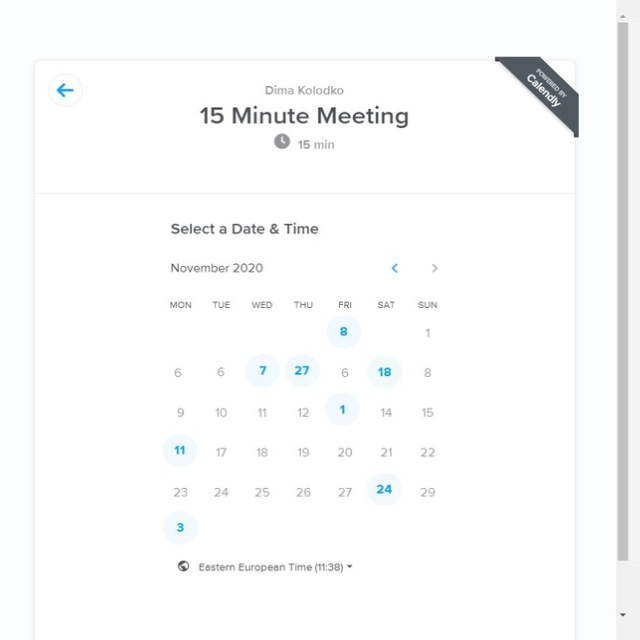 POWERED BY
Calendly
Dima Kolodko
15 Minute Meeting
15 min
Select a Date & Time
November 2020
MON TUE WED THU FRI SAT SUN
8 1
6 6 7 27 6 18 8
9 10 11 12 1 14 15
11 17 18 19 20 21 22
23 24 25 26 27 24 29
3
Eastern European Time (11:38)